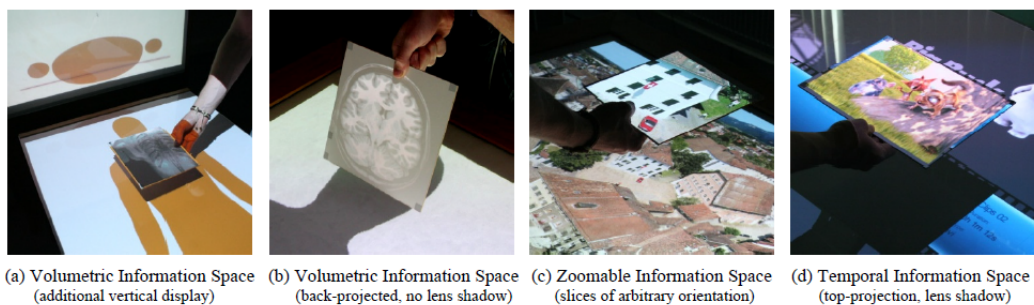 (a) Volumetric Information Space
(additional vertical display)
(b) Volumetric Information Space
(back-projected, no lens shadow)
(c) Zoomable Information Space
(slices of arbitrary orientation)
(d) Temporal Information Space
(top-projection, lens shadow)